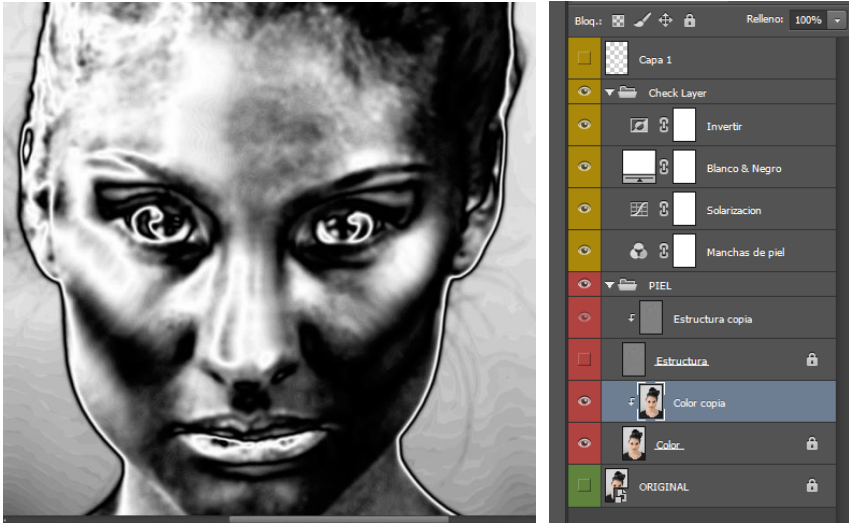 Bloq.:
Relleno: 100%
Capa 1
Check Layer
Invertir
Blanco & Negro
Solarizacion
Manchas de piel
PIEL
Estructura copia
Estructura
Color copia
Color
ORIGINAL